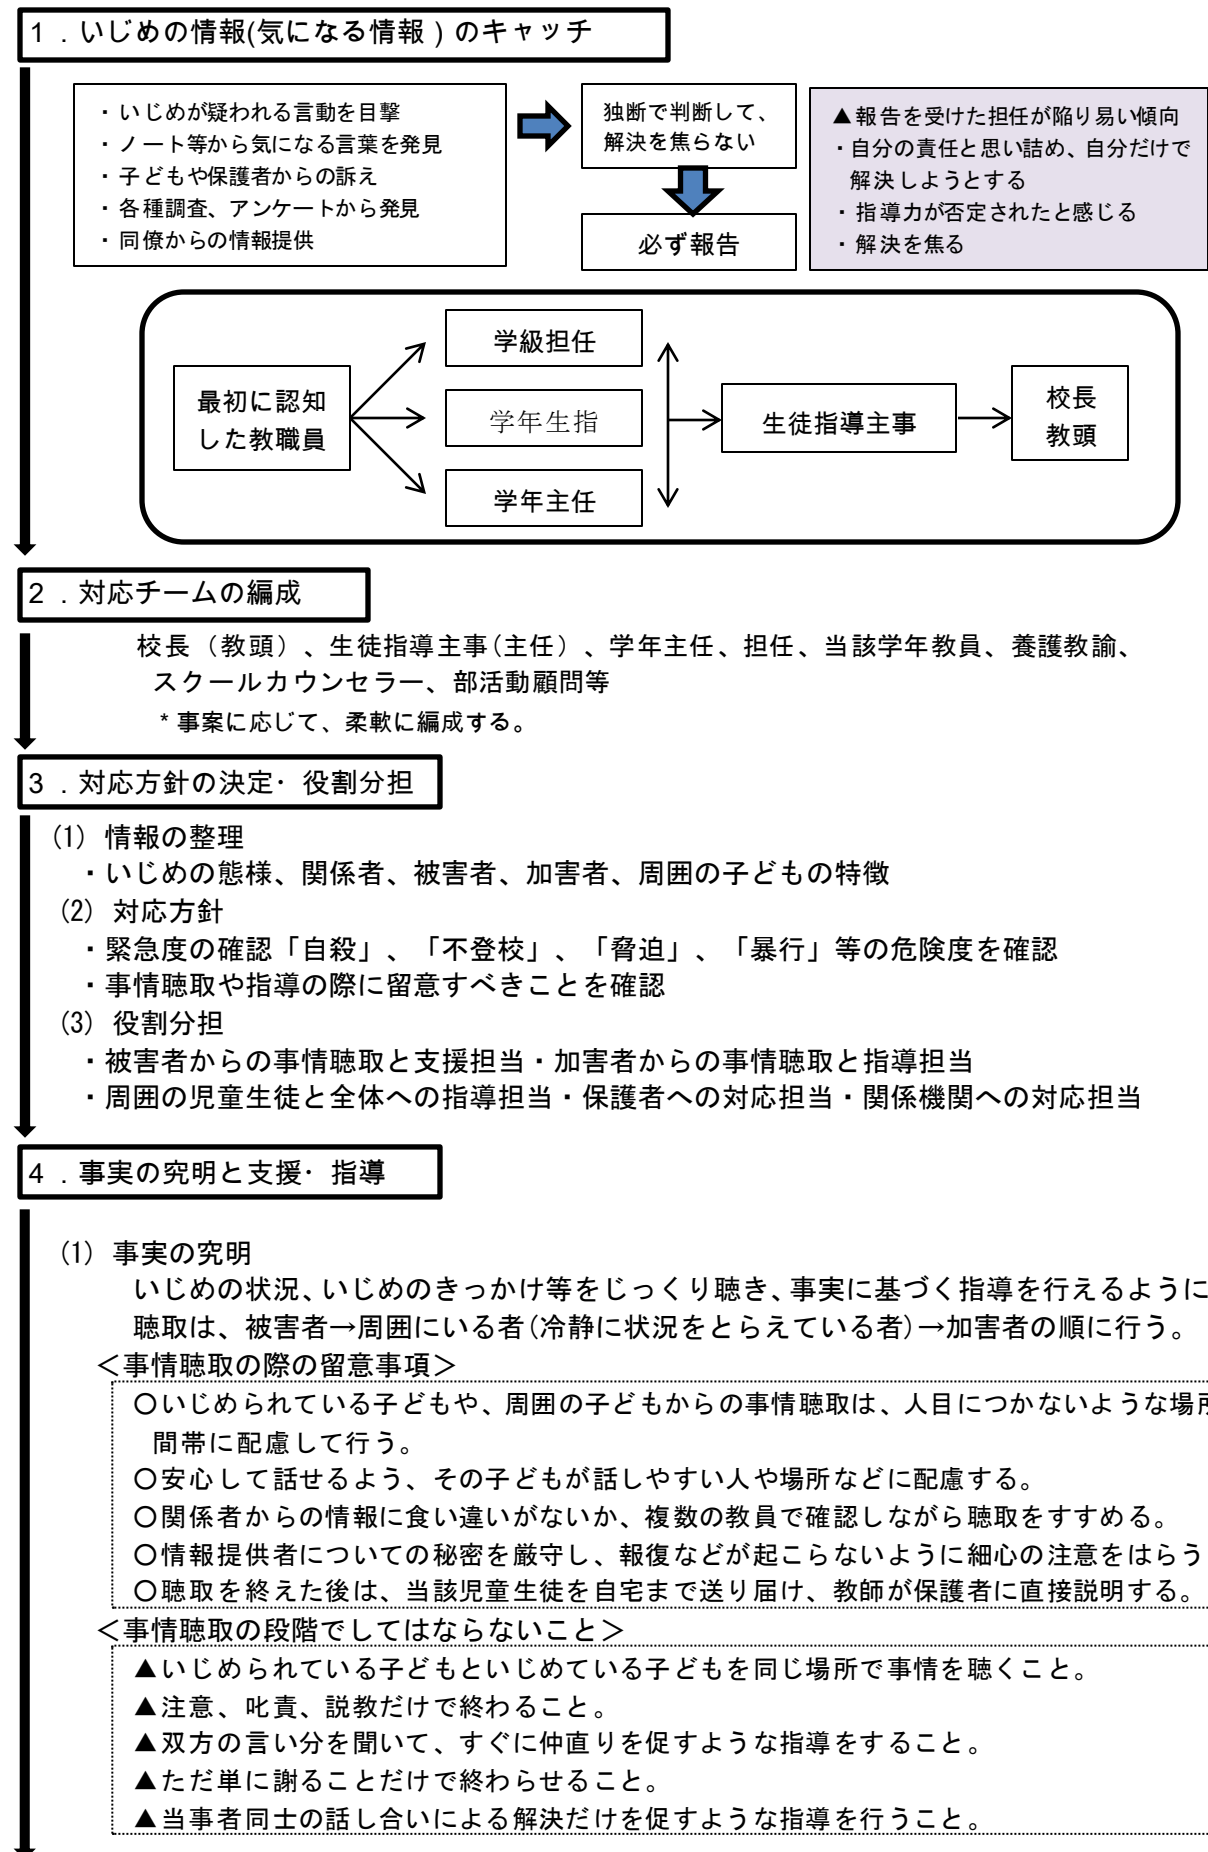 １．いじめの情報(気になる情報)のキャッチ
・いじめが疑われる言動を目撃
・ノート等から気になる言葉を発見
・子どもや保護者からの訴え
・各種調査、アンケートから発見
・同僚からの情報提供
独断で判断して、
解決を焦らない
必ず報告
▲報告を受けた担任が陥り易い傾向
・自分の責任と思い詰め、自分だけで
解決しようとする
・指導力が否定されたと感じる
・解決を焦る
最初に認知
した教職員
学級担任
学年生指
学年主任
生徒指導主事
校長
教頭
２．対応チームの編成
校長（教頭）、生徒指導主事(主任）、学年主任、担任、当該学年教員、養護教諭、
スクールカウンセラー、部活動顧問等
*事案に応じて、柔軟に編成する。
３．対応方針の決定・役割分担
(1) 情報の整理
・いじめの態様、関係者、被害者、加害者、周囲の子どもの特徴
(2) 対応方針
・緊急度の確認「自殺」、「不登校」、「脅迫」、「暴行」等の危険度を確認
・事情聴取や指導の際に留意すべきことを確認
(3) 役割分担
・被害者からの事情聴取と支援担当・加害者からの事情聴取と指導担当
・周囲の児童生徒と全体への指導担当・保護者への対応担当・関係機関への対応担当
４．事実の究明と支援・指導
(1) 事実の究明
いじめの状況、いじめのきっかけ等をじっくり聴き、事実に基づく指導を行えるように
聴取は、被害者→周囲にいる者(冷静に状況をとらえている者)→加害者の順に行う。
＜事情聴取の際の留意事項＞
〇いじめられている子どもや、周囲の子どもからの事情聴取は、人目につかないような場所
間帯に配慮して行う。
〇安心して話せるよう、その子どもが話しやすい人や場所などに配慮する。
〇関係者からの情報に食い違いがないか、複数の教員で確認しながら聴取をすすめる。
〇情報提供者についての秘密を厳守し、報復などが起こらないように細心の注意をはらう
〇聴取を終えた後は、当該児童生徒を自宅まで送り届け、教師が保護者に直接説明する。
＜事情聴取の段階でしてはならないこと＞
▲いじめられている子どもといじめている子どもを同じ場所で事情を聴くこと。
▲注意、叱責、説教だけで終わること。
▲双方の言い分を聞いて、すぐに仲直りを促すような指導をすること。
▲ただ単に謝ることだけで終わらせること。
▲当事者同士の話し合いによる解決だけを促すような指導を行うこと。